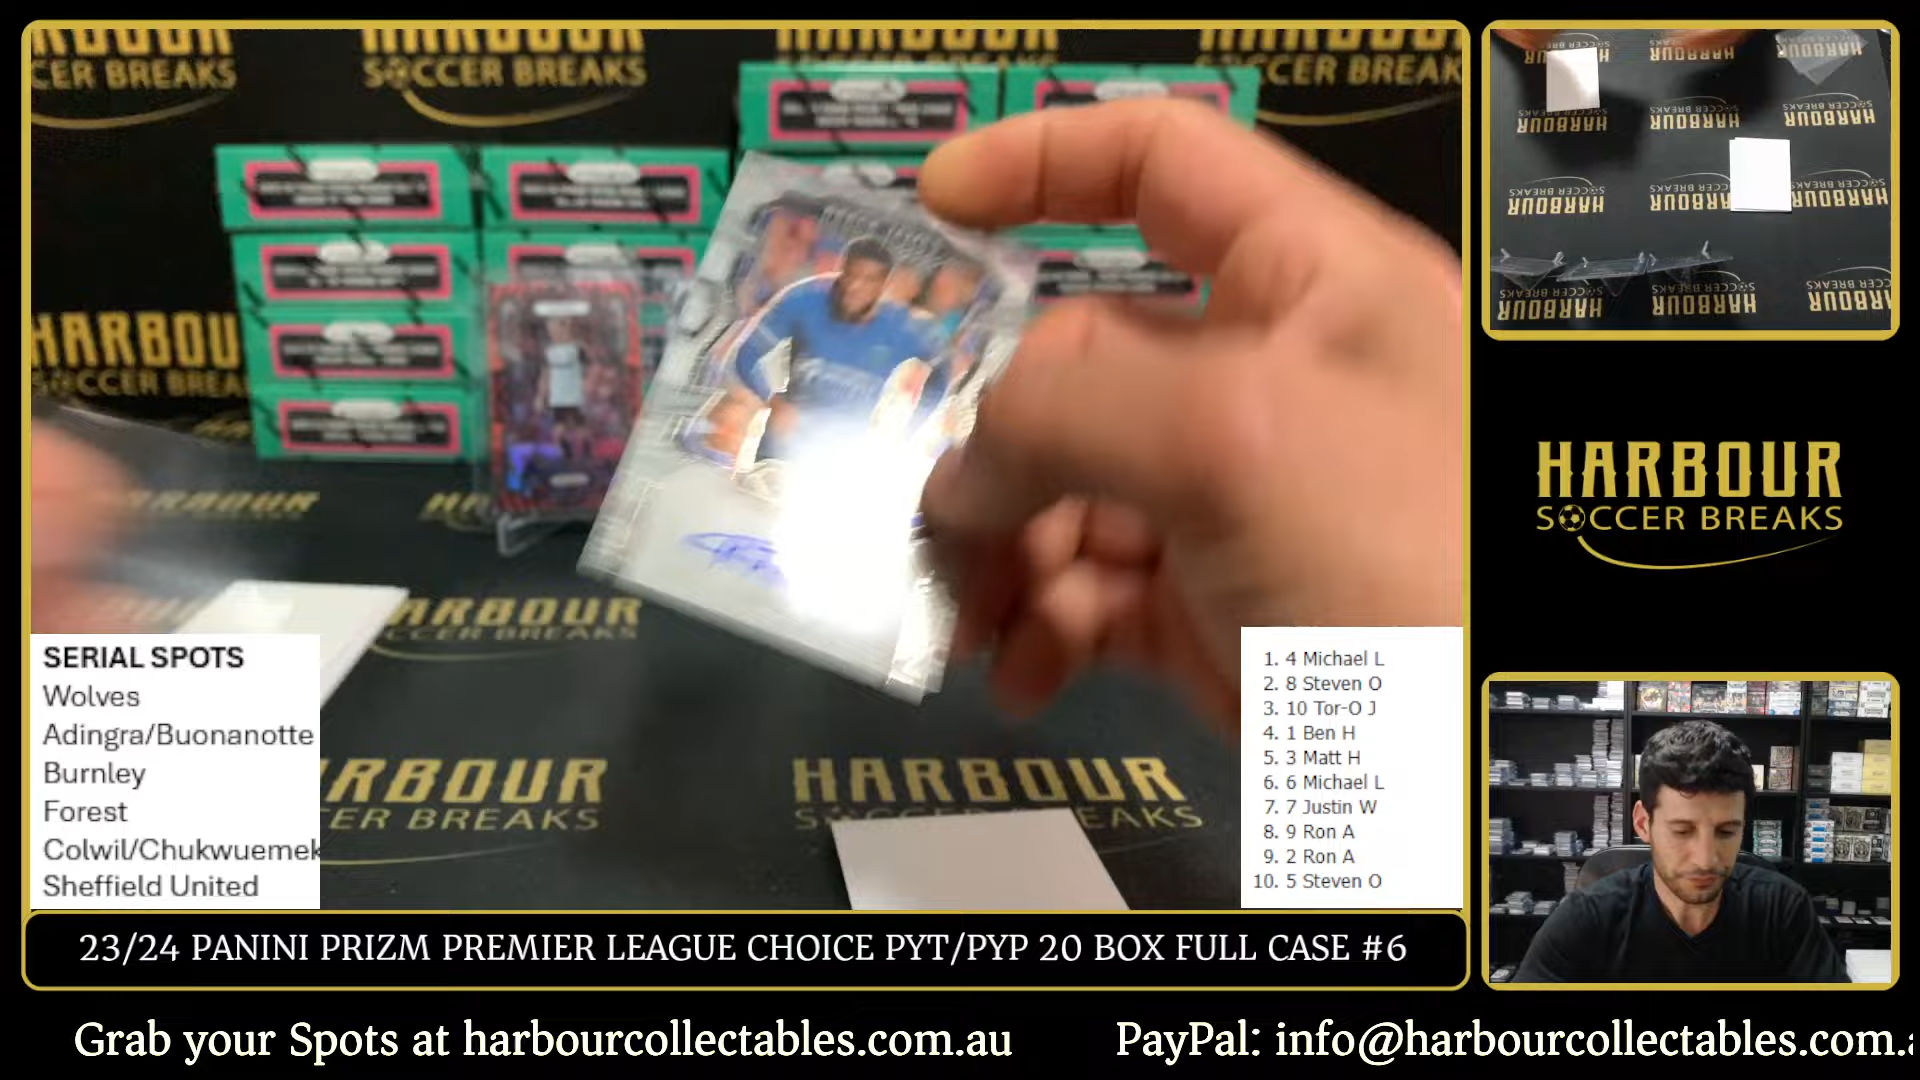 HARBOUR
SOCCER BREAKS
SERIAL SPOTS
Wolves
Adingra/Buonanotte
Burnley
Forest
Colwil/Chukwuemek
Sheffield United
1. 4 Michael L
2. 8 Steven O
3. 10 Tor-O J
4. 1 Ben H
5. 3 Matt H
6. 6 Michael L
7. 7 Justin W
8. 9 Ron A
9. 2 Ron A
10. 5 Steven O
HARBOUR
SOCCER BREAKS
23/24 PANINI PRIZM PREMIER LEAGUE CHOICE PYT/PYP 20 BOX FULL CASE #6
Grab your Spots at harbourcollectables.com.au
PayPal: info@harbourcollectables.com.a